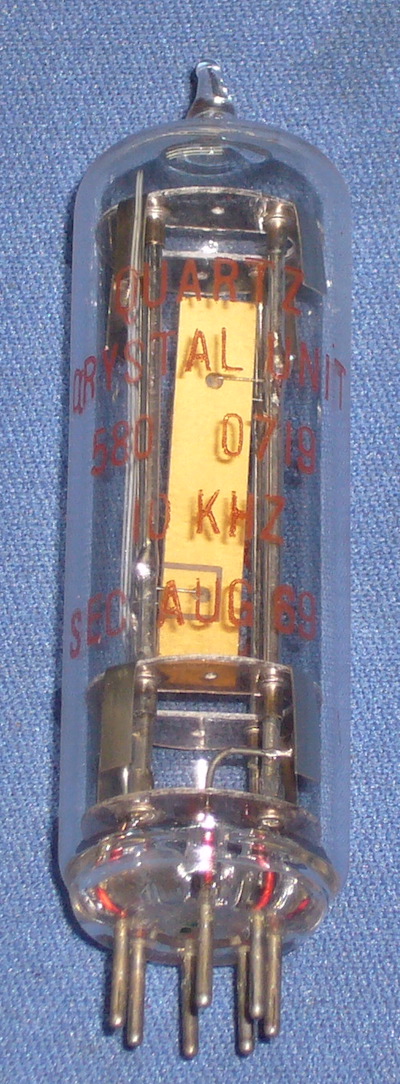 QUARTZ
CRYSTAL UNIT
580 0719
10 KHZ
SEC AUG 69